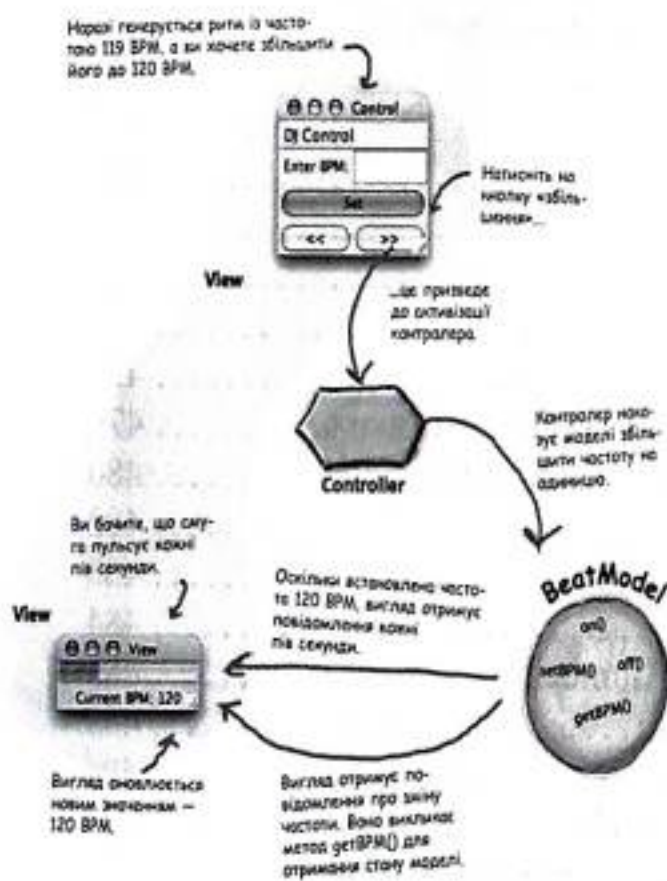 Наразі генерується ритм із часто-
тою 119 BPM, а ви хочете збільшити
його до 120 BPM.
Control
DJ Control
Enter BPM:
Set
<< >>
Натисніть на
кнопку «збіль-
шення»...
View
...це призведе
до активізації
контролера
Controller
Контролер нака-
зує моделі збіль-
шити частоту на
одиницю.
Ви бачите, що сму-
га пульсує кожні
пів секунди.
View
View
Current BPM: 120
Оскільки встановлено часто-
та 120 BPM, вигляд отримує
повідомлення кожні
пів секунди.
BeatModel
on()
setBPM() off()
getBPM()
Вигляд оновлюється
новим значенням —
120 BPM.
Вигляд отримує по-
відомлення про зміну
частоти. Воно викликає
метод getBPM() для
отримання стану моделі.